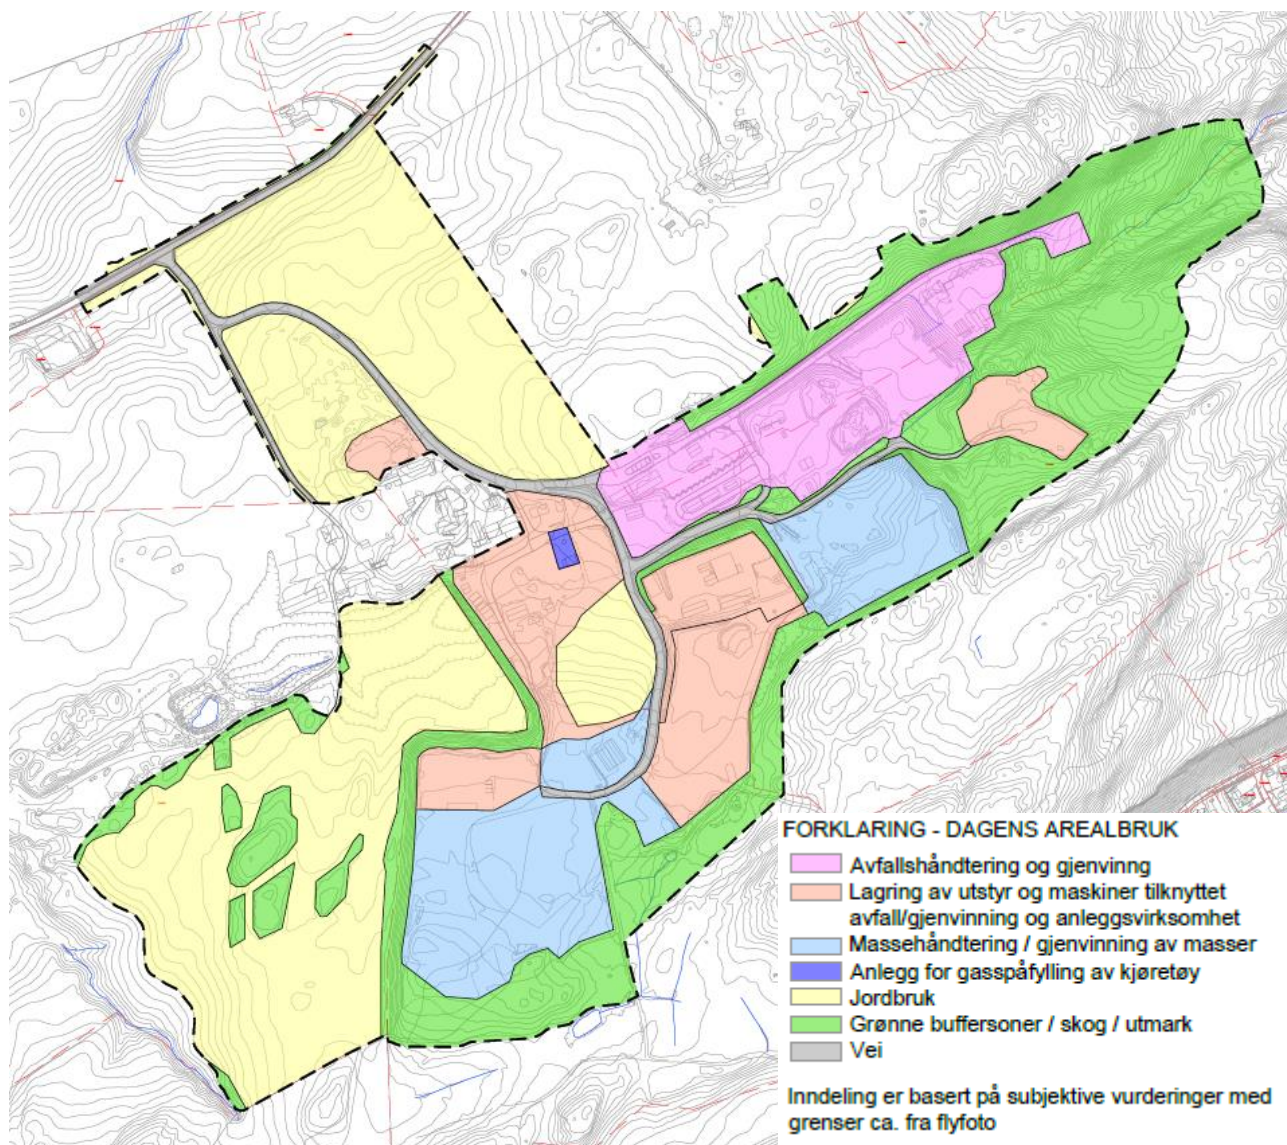 FORKLARING - DAGENS AREALBRUK
Avfallshåndtering og gjenvinng
Lagring av utstyr og maskiner tilknyttet
avfall/gjenvinning og anleggsvirksomhet
Massehåndtering / gjenvinning av masser
Anlegg for gasspåfylling av kjøretøy
Jordbruk
Grønne buffersoner / skog / utmark
Vei
Inndeling er basert på subjektive vurderinger med
grenser ca. fra flyfoto